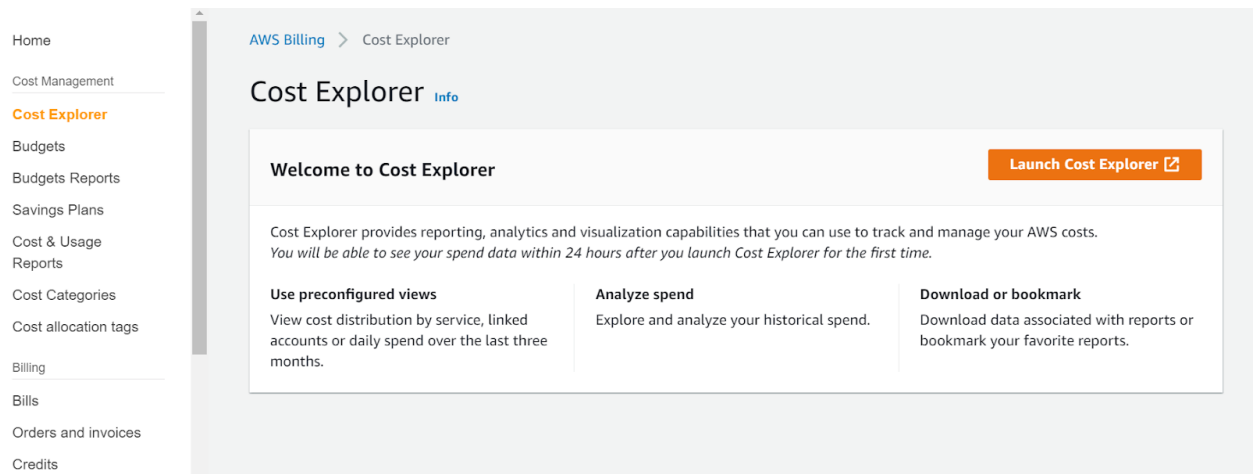 Home
Cost Management
Cost Explorer
Budgets
Budgets Reports
Savings Plans
Cost & Usage
Reports
Cost Categories
Cost allocation tags
Billing
Bills
Orders and invoices
Credits
AWS Billing > Cost Explorer
Cost Explorer Info
Welcome to Cost Explorer
Launch Cost Explorer
Cost Explorer provides reporting, analytics and visualization capabilities that you can use to track and manage your AWS costs.
You will be able to see your spend data within 24 hours after you launch Cost Explorer for the first time.
Use preconfigured views
View cost distribution by service, linked
accounts or daily spend over the last three
months.
Analyze spend
Explore and analyze your historical spend.
Download or bookmark
Download data associated with reports or
bookmark your favorite reports.